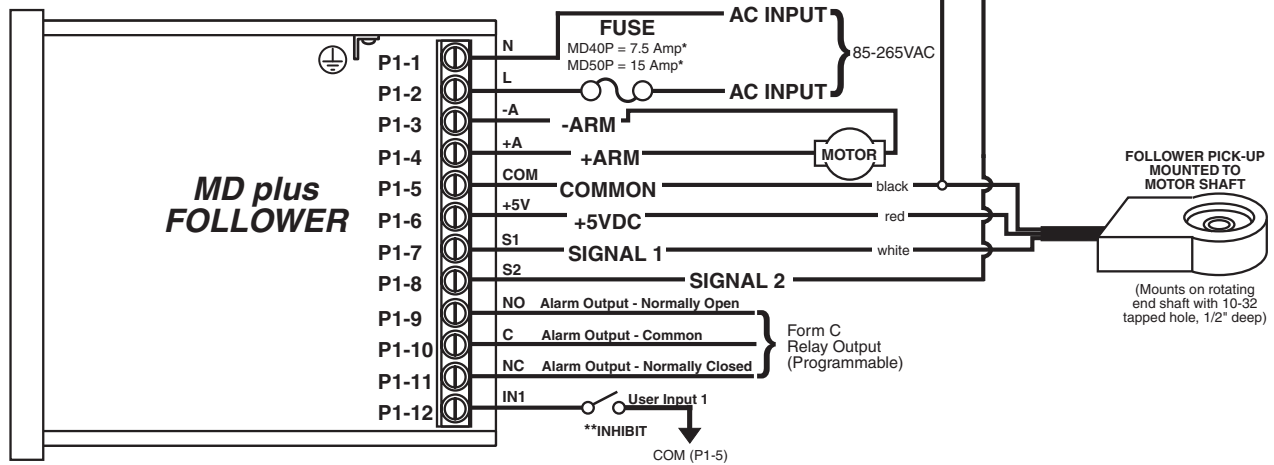 MD plus
FOLLOWER
P1-1
P1-2
P1-3
P1-4
P1-5
P1-6
P1-7
P1-8
P1-9
P1-10
P1-11
P1-12
N
L
-A
+A
COM
+5V
S1
S2
NO
C
NC
IN1
FUSE
MD40P = 7.5 Amp*
MD50P = 15 Amp*
AC INPUT
AC INPUT
85-265VAC
-ARM
+ARM
MOTOR
COMMON
black
+5VDC
red
SIGNAL 1
white
SIGNAL 2
Alarm Output - Normally Open
Alarm Output - Common
Alarm Output - Normally Closed
Form C
Relay Output
(Programmable)
User Input 1
**INHIBIT
COM (P1-5)
FOLLOWER PICK-UP
MOUNTED TO
MOTOR SHAFT
(Mounts on rotating
end shaft with 10-32
tapped hole, 1/2" deep)